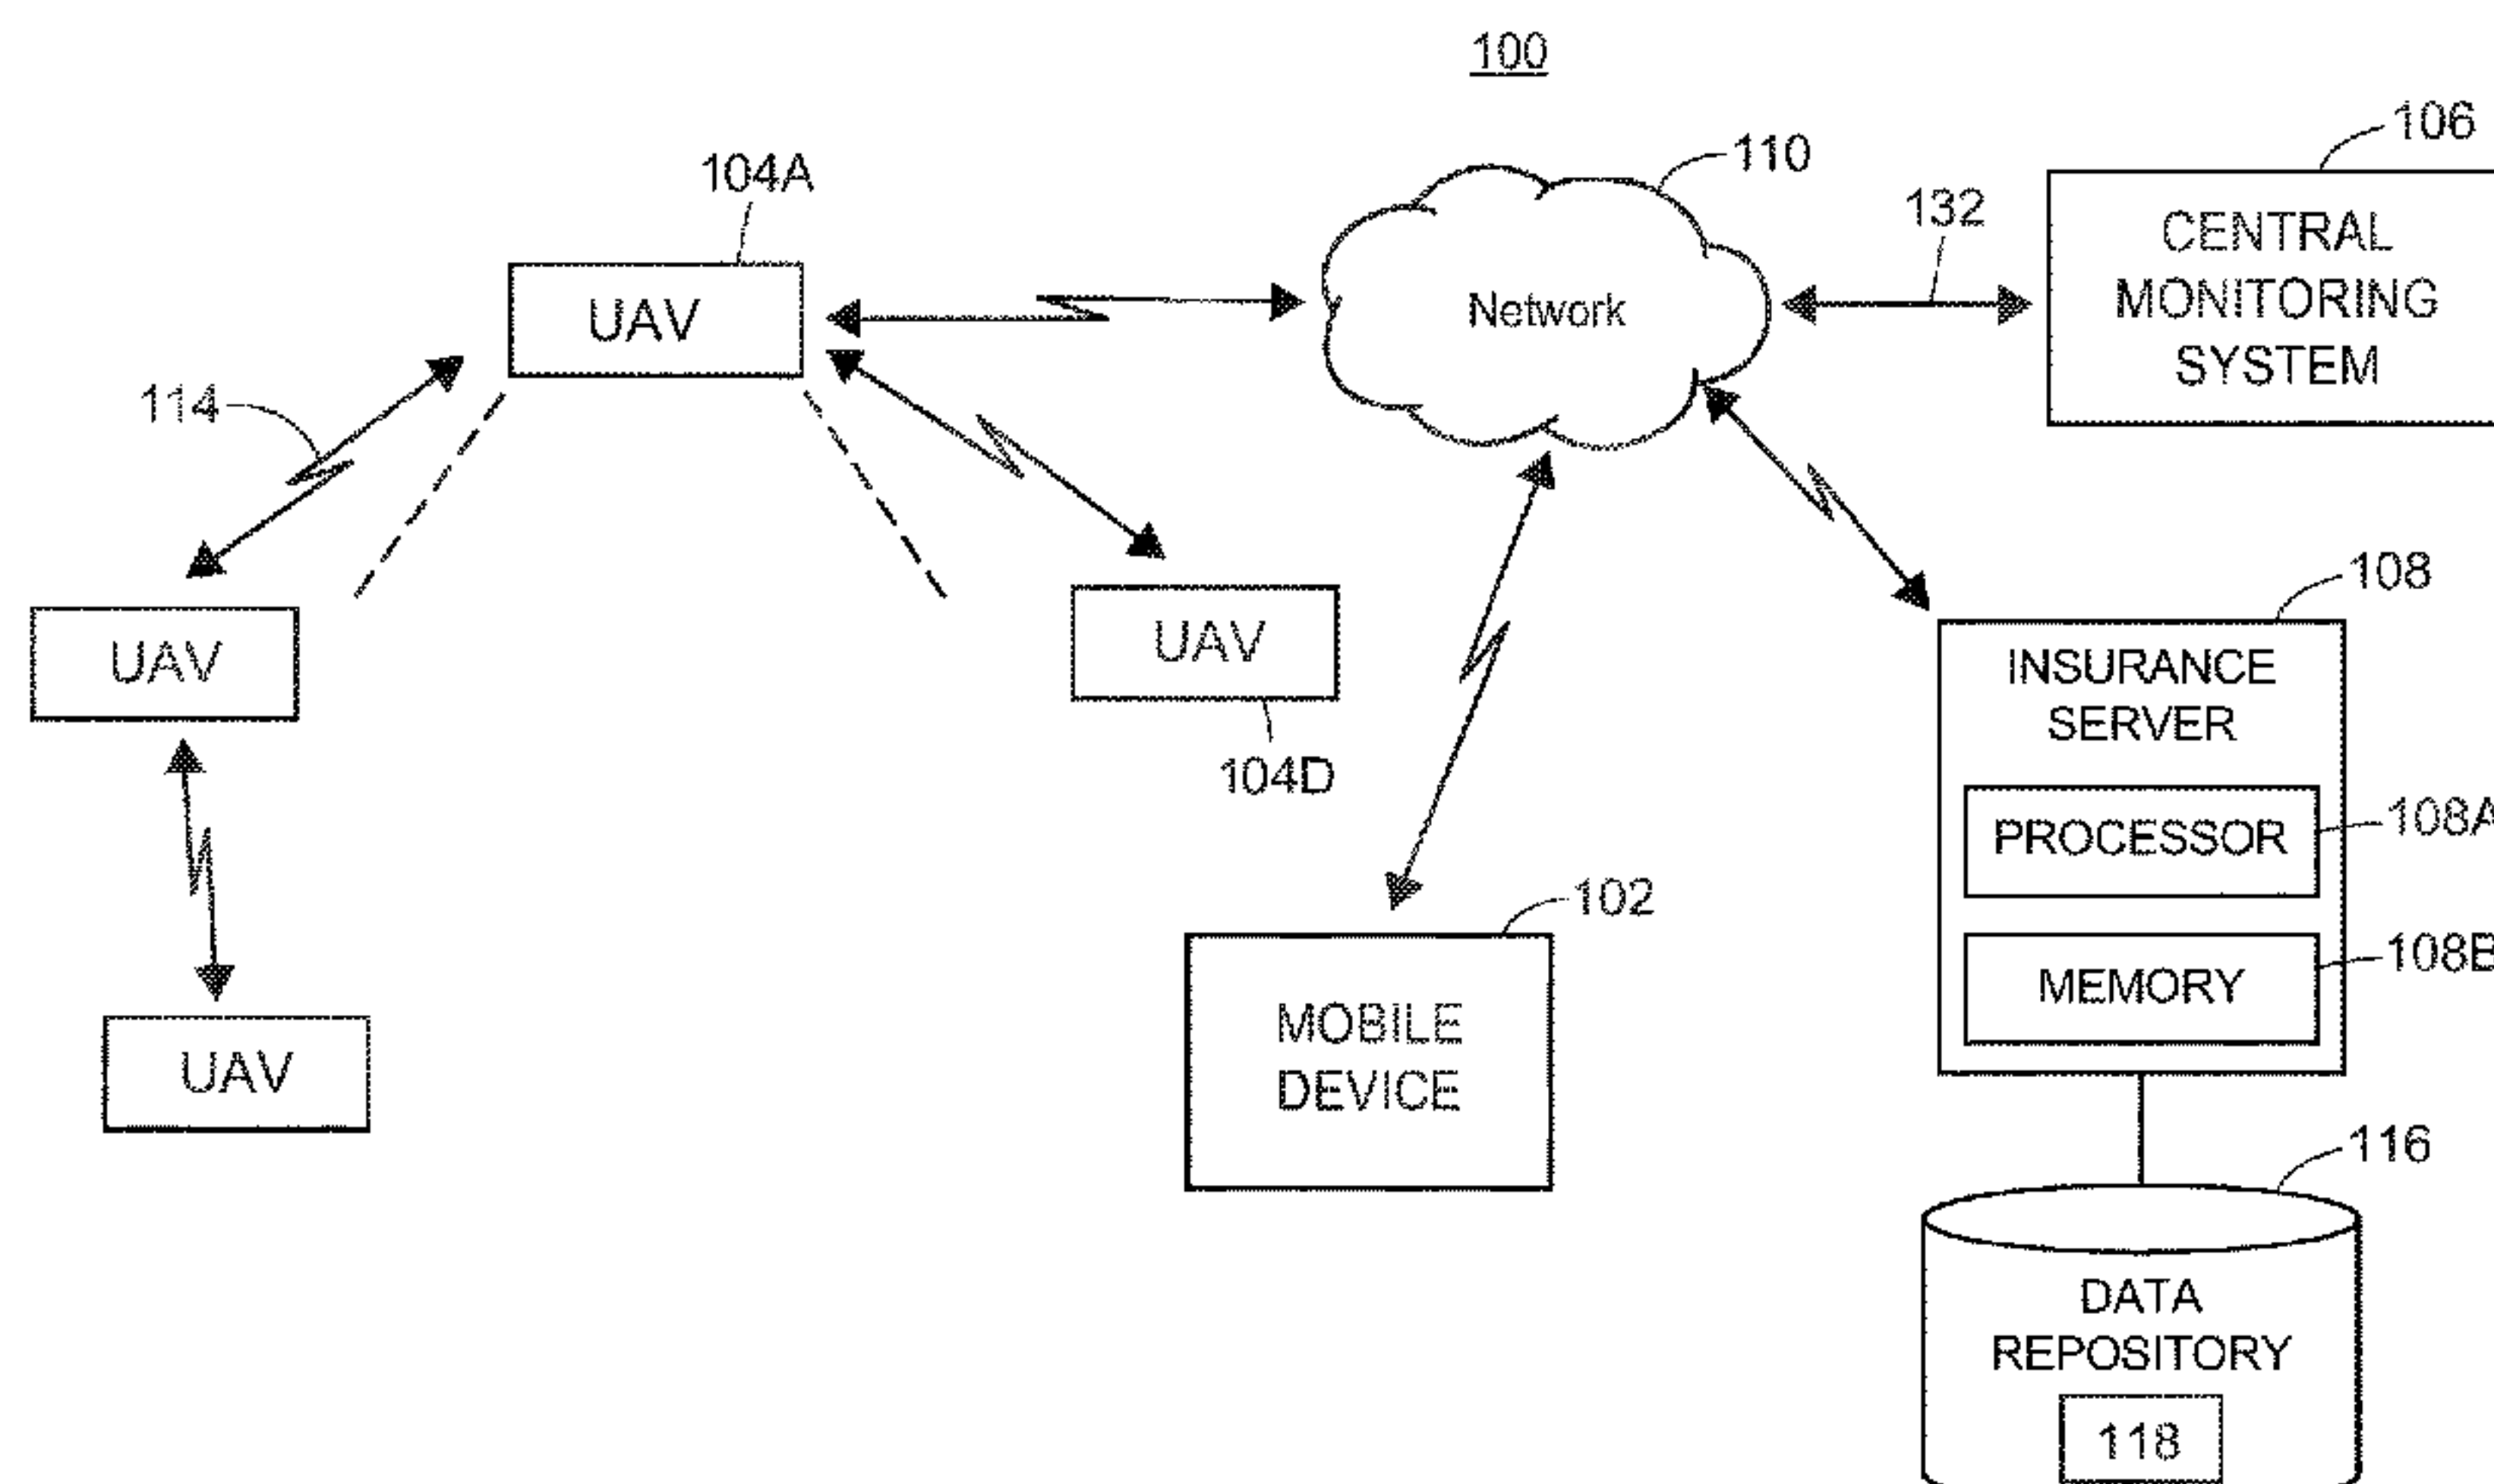 100
106
110
104A
132
CENTRAL
MONITORING
SYSTEM
UAV
Network
114
108
UAV
UAV
INSURANCE
SERVER
104D
PROCESSOR
108A
102
MEMORY
108B
MOBILE
DEVICE
UAV
116
DATA
REPOSITORY
118